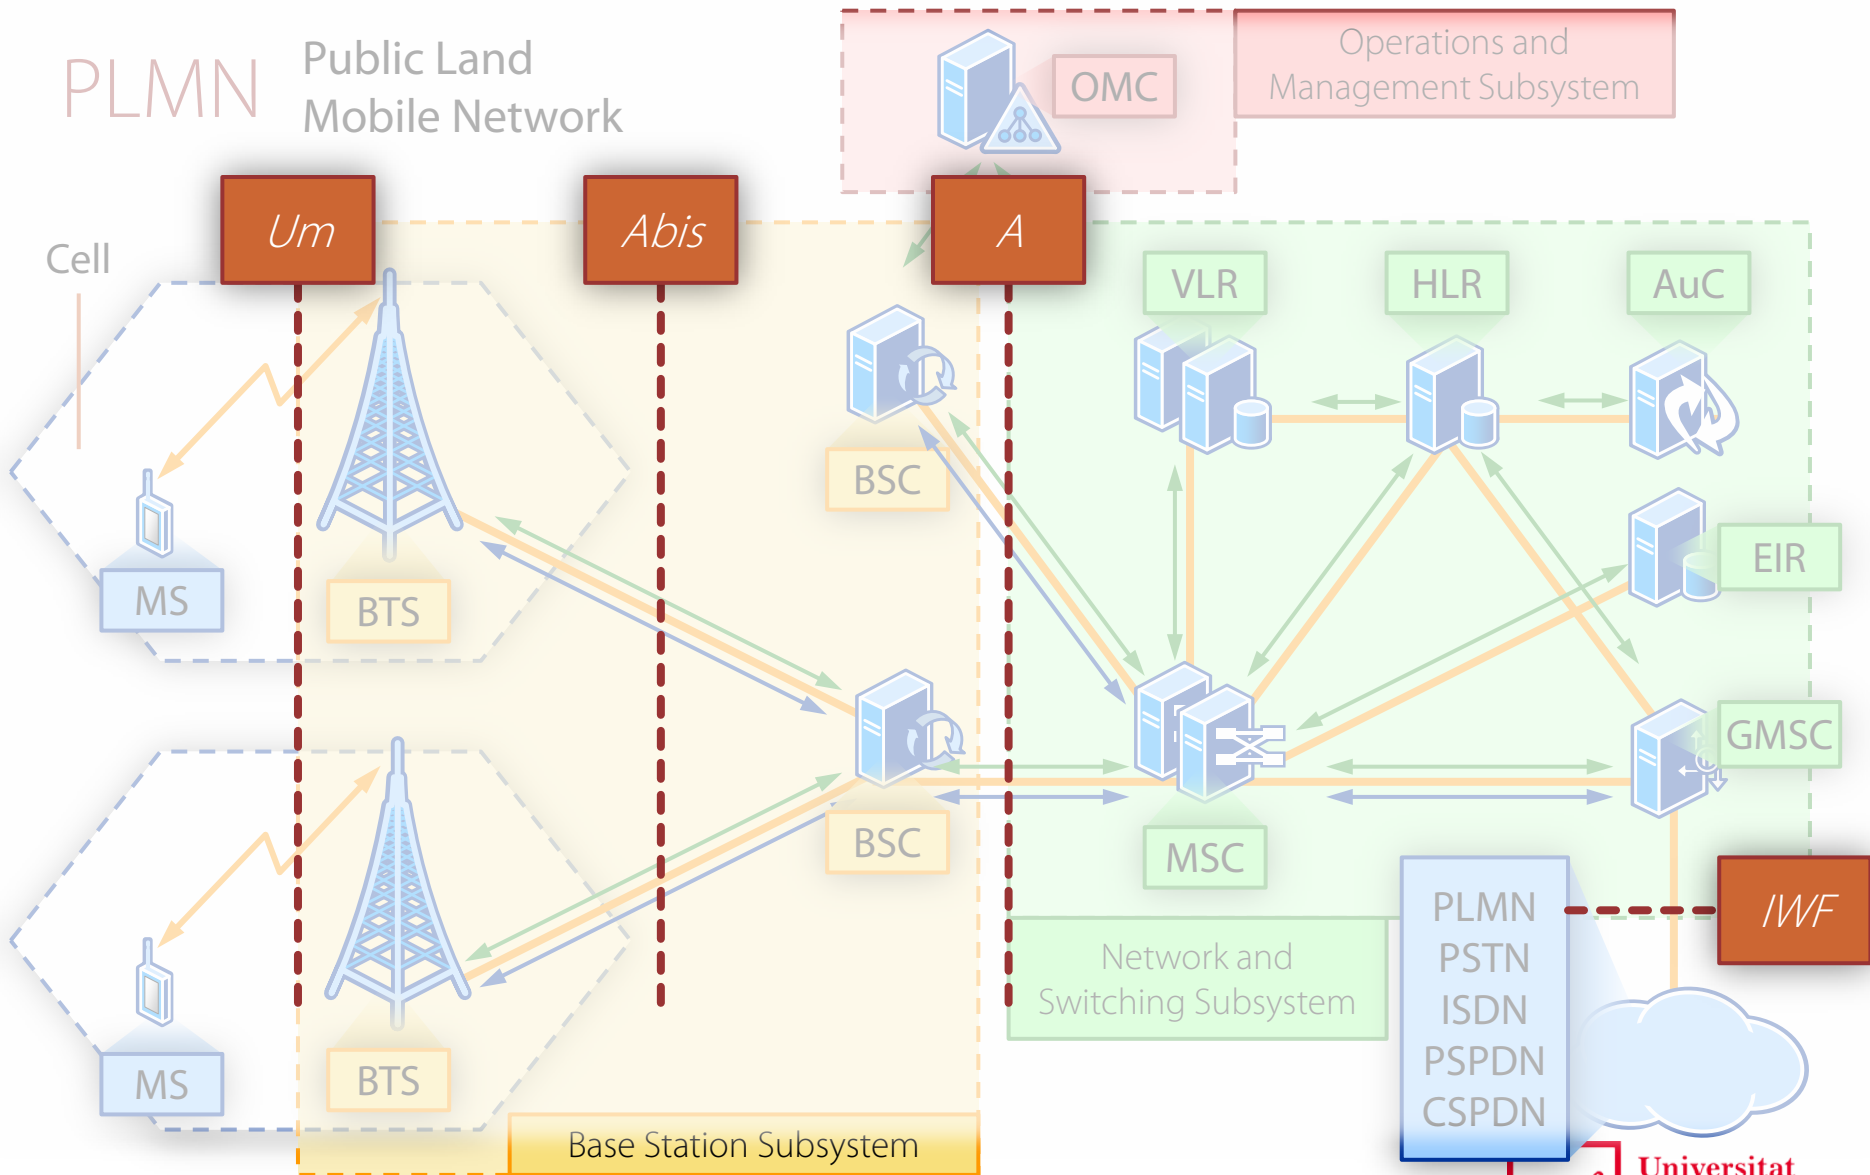 PLMN
Public Land
Mobile Network
OMC
Operations and
Management Subsystem
Um
Abis
A
Cell
VLR
HLR
AuC
BSC
EIR
MS
BTS
GMSC
BSC
MSC
PLMN
PSTN
ISDN
PSPDN
CSPDN
IWF
Network and
Switching Subsystem
MS
BTS
Base Station Subsystem
Universitat